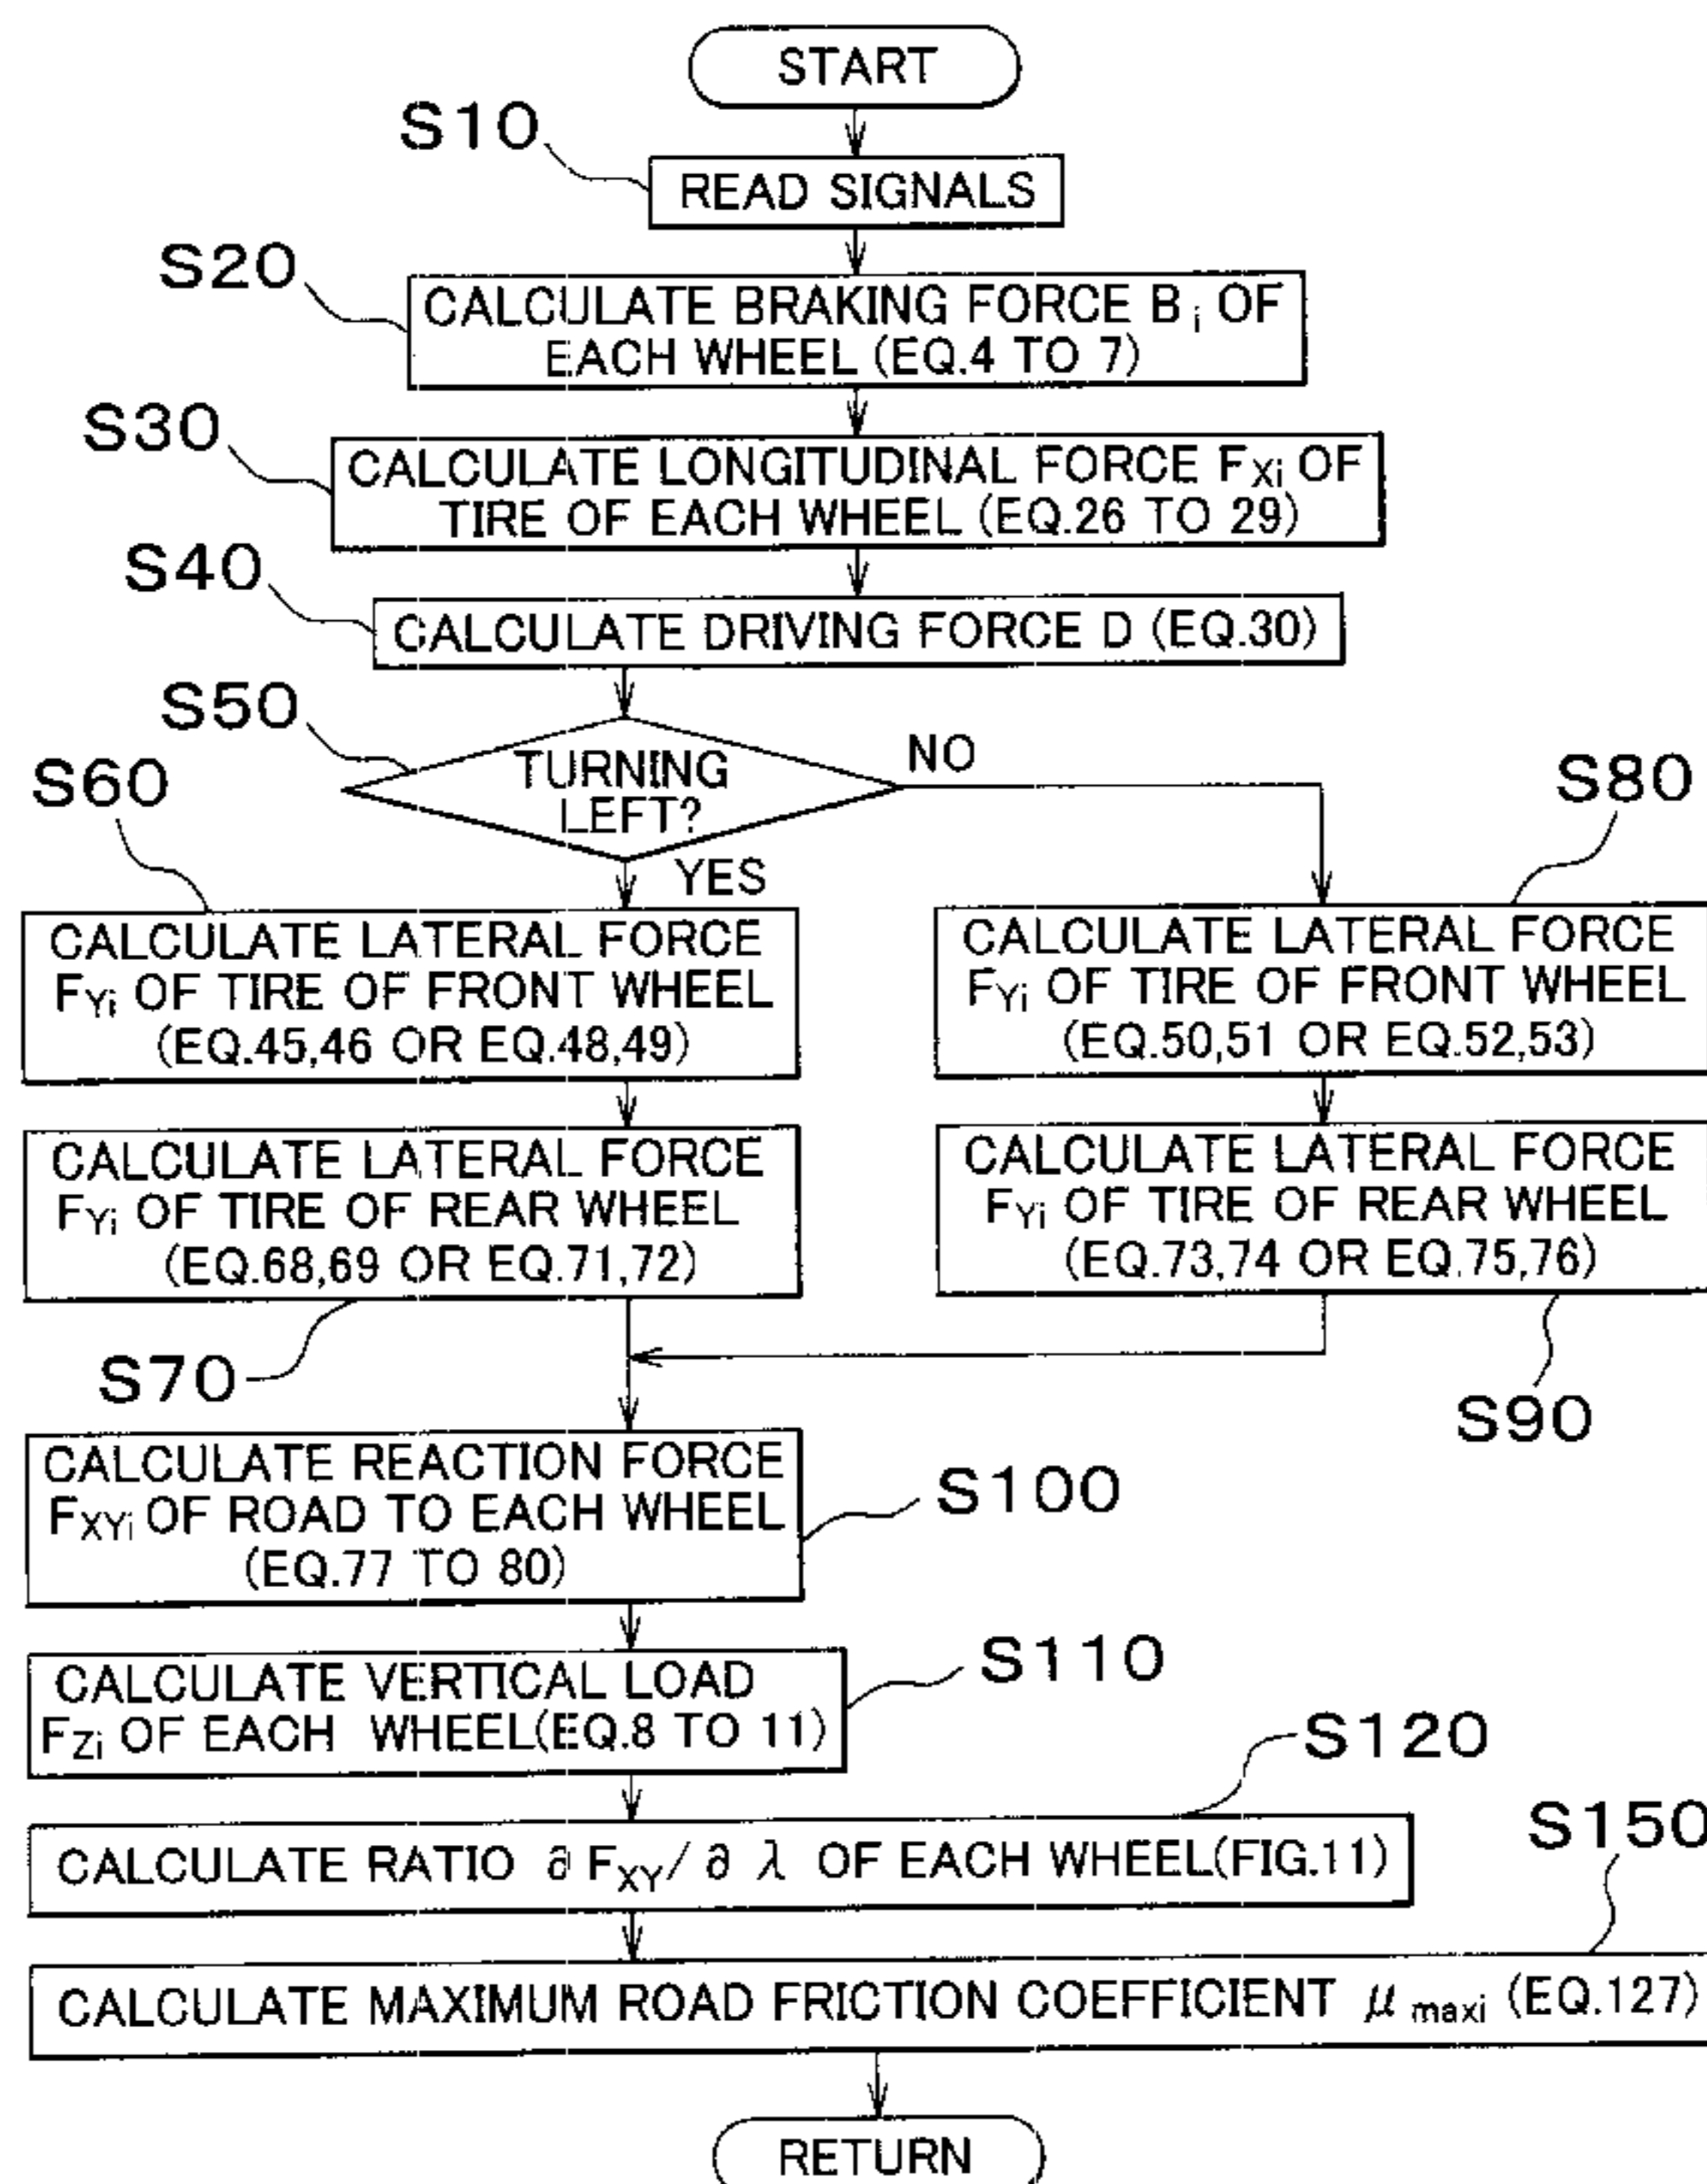 START
S10
READ SIGNALS
S20
CALCULATE BRAKING FORCE Bi OF
EACH WHEEL (EQ.4 TO 7)
S30
CALCULATE LONGITUDINAL FORCE FXi OF
TIRE OF EACH WHEEL (EQ.26 TO 29)
S40
CALCULATE DRIVING FORCE D (EQ.30)
S50
TURNING
LEFT?
NO
YES
S60
CALCULATE LATERAL FORCE
FYi OF TIRE OF FRONT WHEEL
(EQ.45,46 OR EQ.48,49)
S80
CALCULATE LATERAL FORCE
FYi OF TIRE OF FRONT WHEEL
(EQ.50,51 OR EQ.52,53)
CALCULATE LATERAL FORCE
FYi OF TIRE OF REAR WHEEL
(EQ.68,69 OR EQ.71,72)
S70
CALCULATE LATERAL FORCE
FYi OF TIRE OF REAR WHEEL
(EQ.73,74 OR EQ.75,76)
S90
CALCULATE REACTION FORCE
FXYi OF ROAD TO EACH WHEEL
(EQ.77 TO 80)
S100
CALCULATE VERTICAL LOAD
FZi OF EACH WHEEL(EQ.8 TO 11)
S110
S120
CALCULATE RATIO ∂ FXY/∂ λ OF EACH WHEEL(FIG.11)
S150
CALCULATE MAXIMUM ROAD FRICTION COEFFICIENT μ maxi (EQ.127)
RETURN